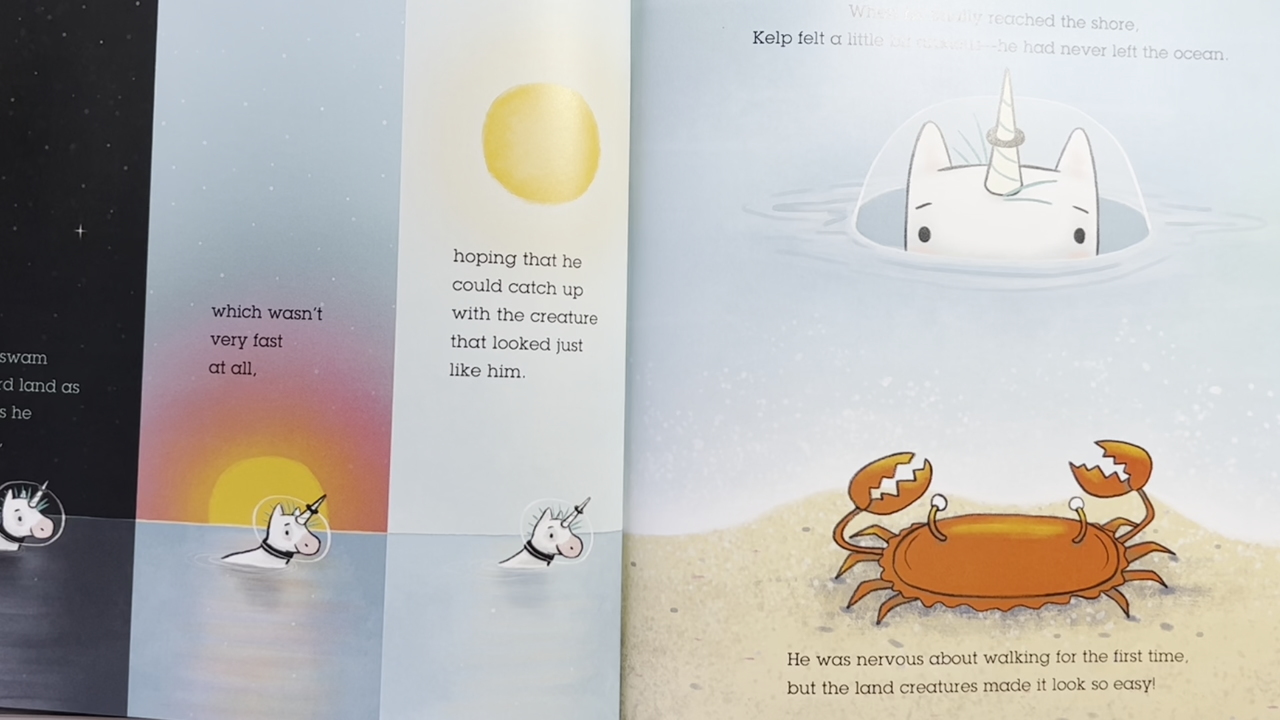 swam
rd land as
s he
,
which wasn't
very fast
at all,
hoping that he
could catch up
with the creature
that looked just
like him.
reached the shore,
Kelp felt a little —he had never left the ocean.
He was nervous about walking for the first time,
but the land creatures made it look so easy!